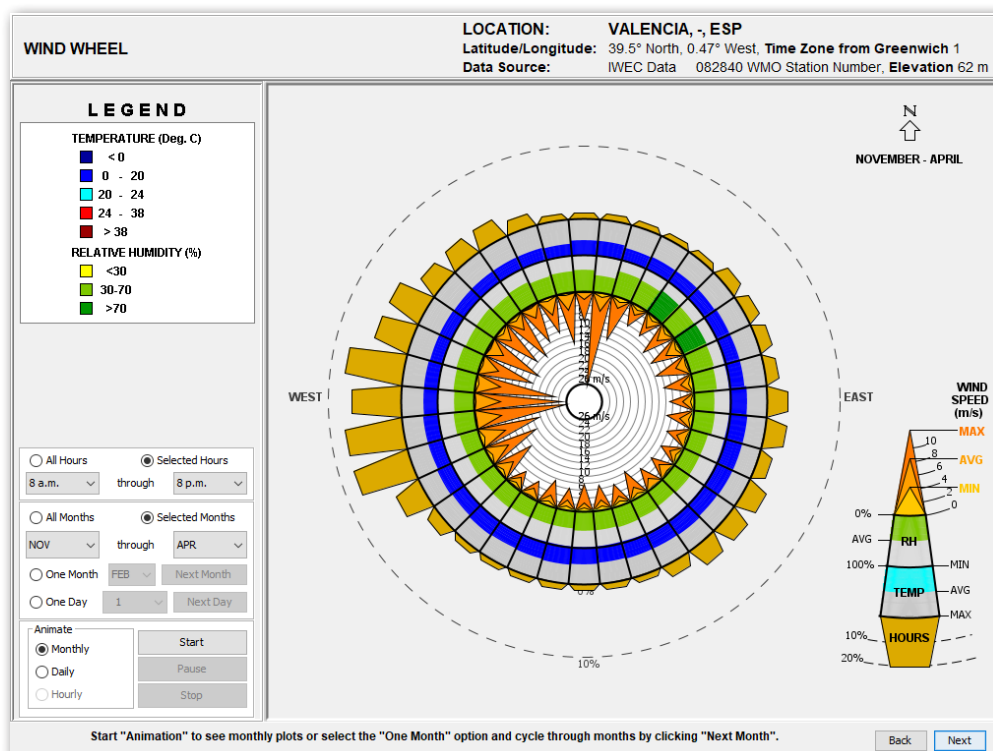 WIND WHEEL
LOCATION: VALENCIA, -, ESP
Latitude/Longitude: 39.5° North, 0.47° West, Time Zone from Greenwich 1
Data Source: IWEC Data 082840 WMO Station Number, Elevation 62 m
LEGEND
TEMPERATURE (Deg. C)
< 0
0 - 20
20 - 24
24 - 38
> 38
RELATIVE HUMIDITY (%)
<30
30-70
>70
All Hours Selected Hours
8 a.m. through 8 p.m.
All Months Selected Months
NOV through APR
One Month FEB Next Month
One Day 1 Next Day
Animate
Monthly
Daily
Hourly
Start
Pause
Stop
N
NOVEMBER - APRIL
WEST
EAST
26 m/s
26 m/s
0%
10%
WIND
SPEED
(m/s)
MAX
10
8
AVG
6
4
MIN
2
0
0%
AVG
RH
100%
MIN
TEMP
AVG
MAX
HOURS
10%
20%
Start "Animation" to see monthly plots or select the "One Month" option and cycle through months by clicking "Next Month".
Back
Next